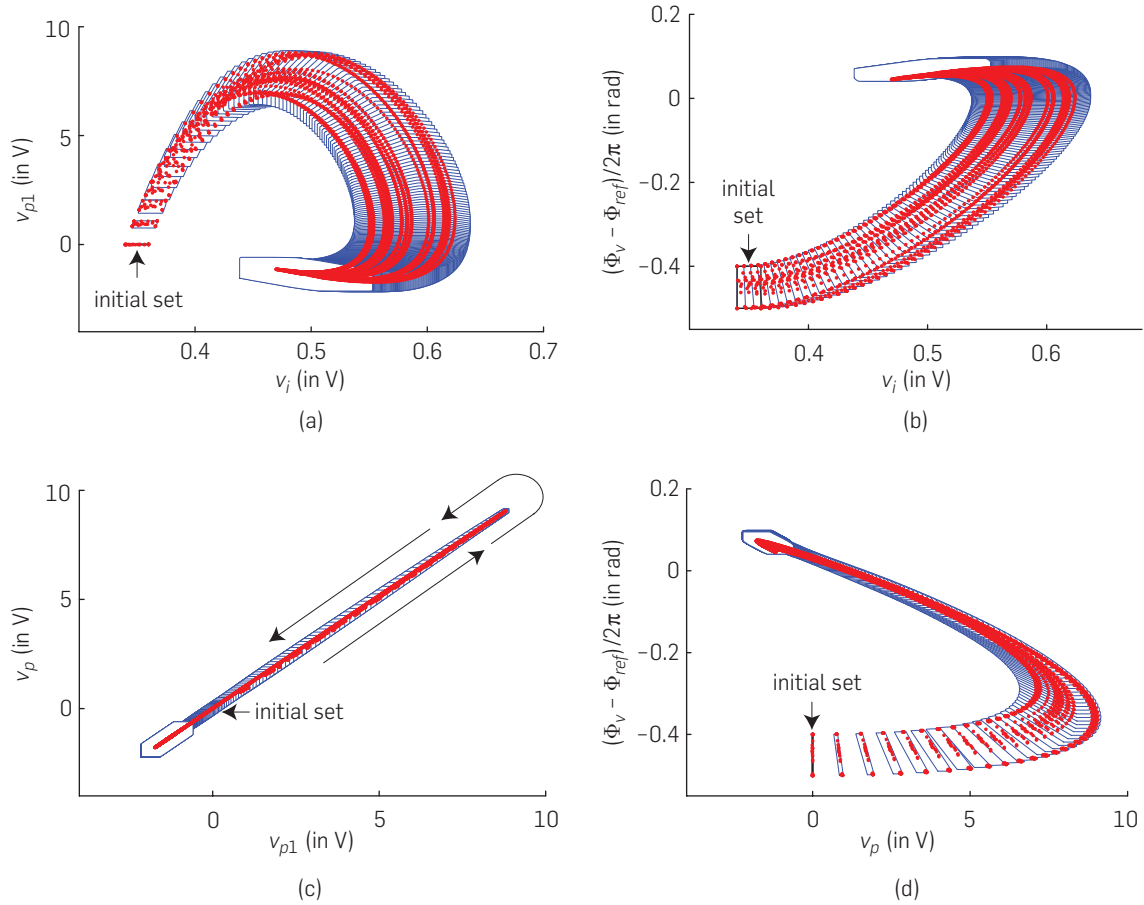 10
5
0
v_p1 (in V)
initial set
0.4
0.5
0.6
0.7
v_i (in V)
(a)
0.2
0
−0.2
−0.4
(Φ_v − Φ_ref)/2π (in rad)
initial
set
0.4
0.6
v_i (in V)
(b)
10
5
0
v_p (in V)
initial set
0
5
10
v_p1 (in V)
(c)
0.2
0
−0.2
−0.4
(Φ_v − Φ_ref)/2π (in rad)
initial set
0
5
10
v_p (in V)
(d)